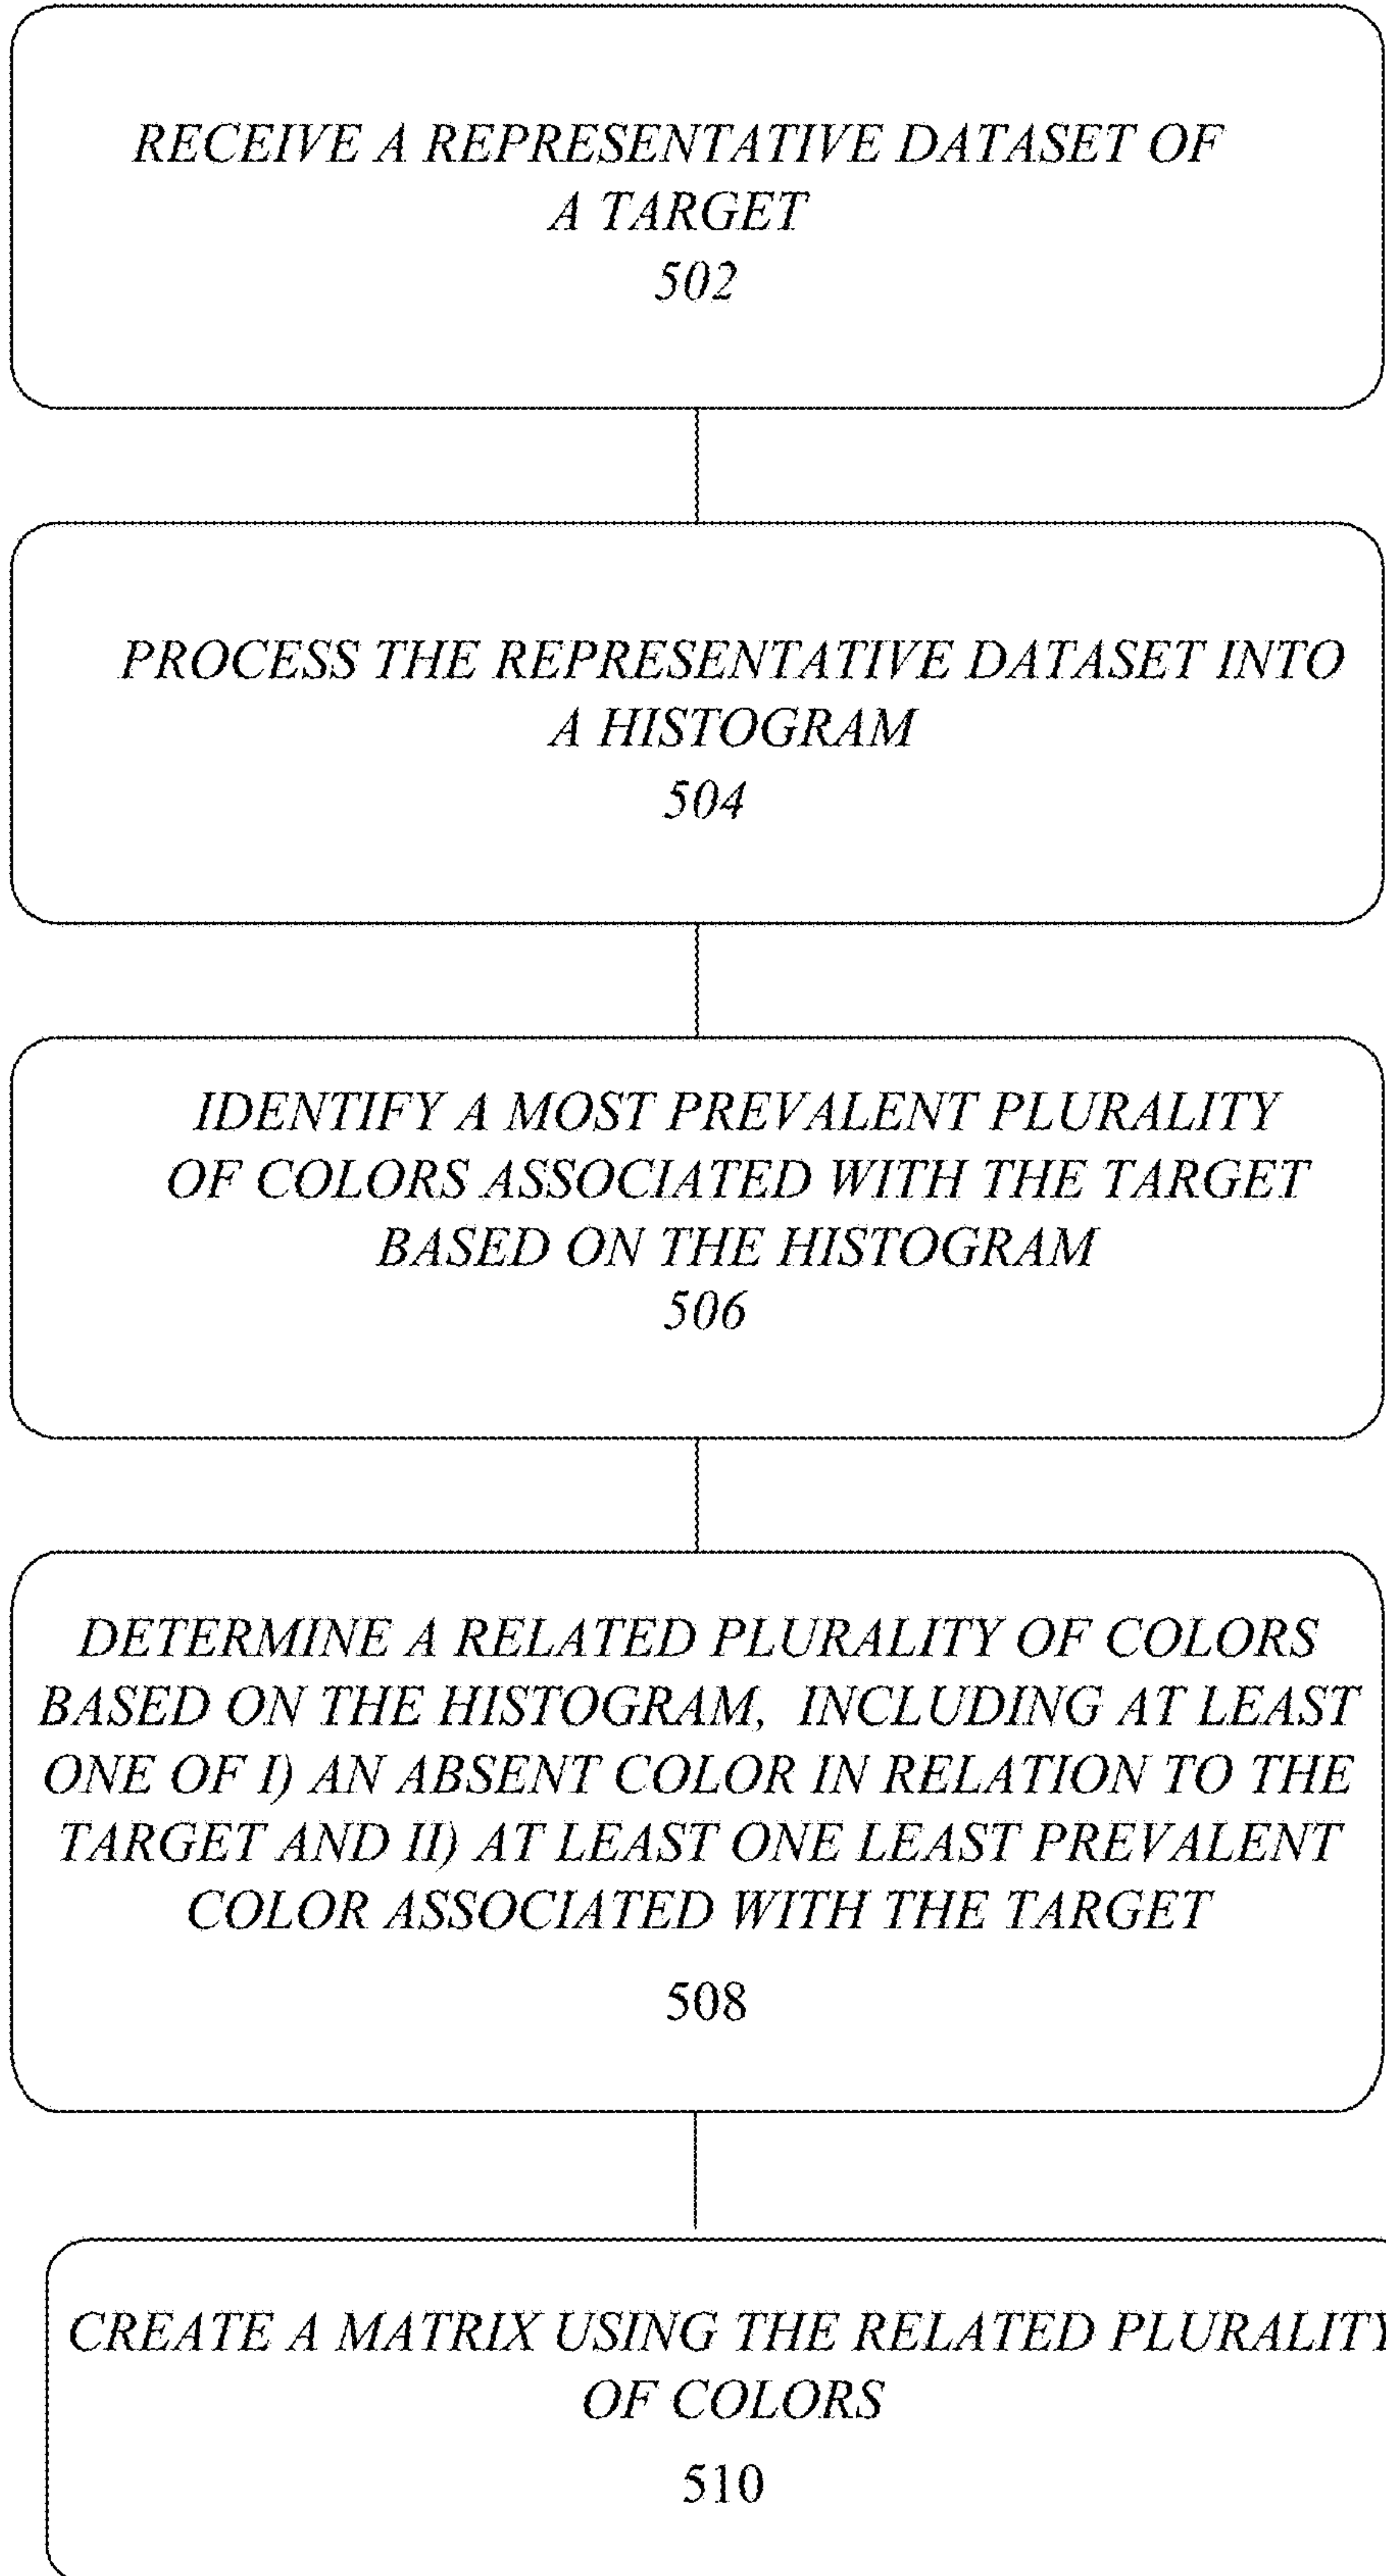 RECEIVE A REPRESENTATIVE DATASET OF
A TARGET
502
PROCESS THE REPRESENTATIVE DATASET INTO
A HISTOGRAM
504
IDENTIFY A MOST PREVALENT PLURALITY
OF COLORS ASSOCIATED WITH THE TARGET
BASED ON THE HISTOGRAM
506
DETERMINE A RELATED PLURALITY OF COLORS
BASED ON THE HISTOGRAM, INCLUDING AT LEAST
ONE OF I) AN ABSENT COLOR IN RELATION TO THE
TARGET AND II) AT LEAST ONE LEAST PREVALENT
COLOR ASSOCIATED WITH THE TARGET
508
CREATE A MATRIX USING THE RELATED PLURALITY
OF COLORS
510